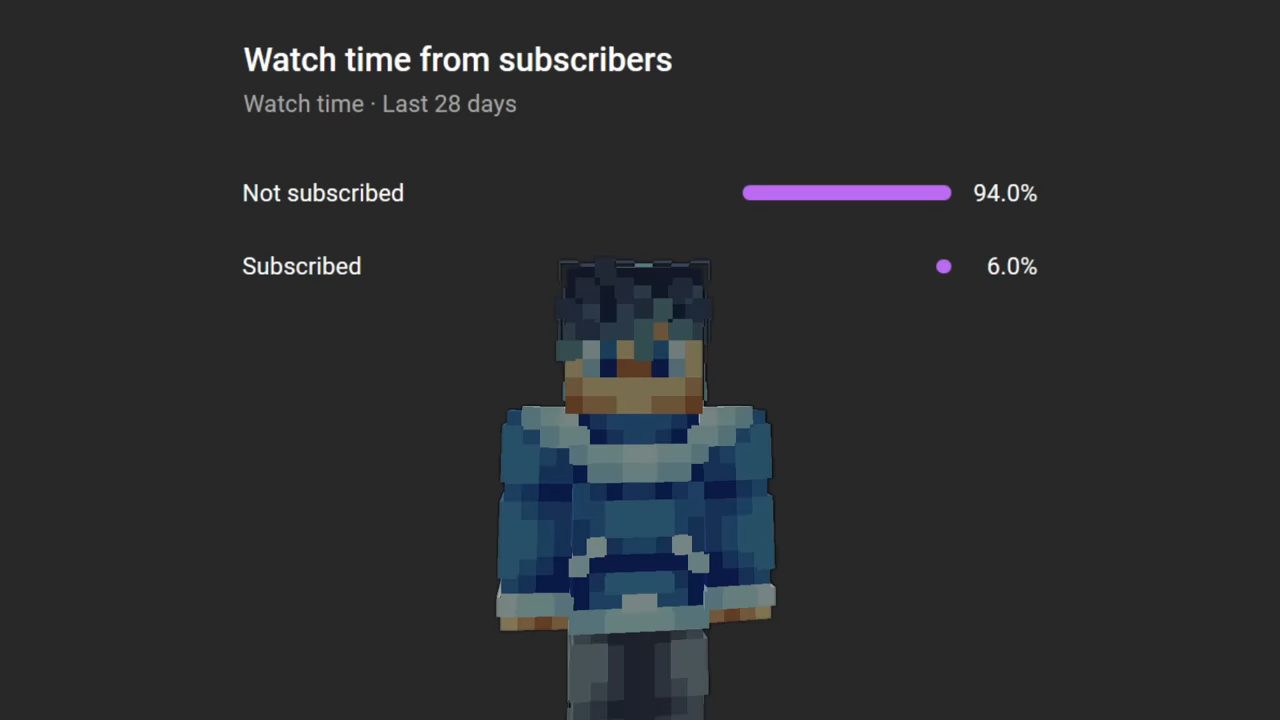 Watch time from subscribers
Watch time · Last 28 days
Not subscribed 94.0%
Subscribed 6.0%